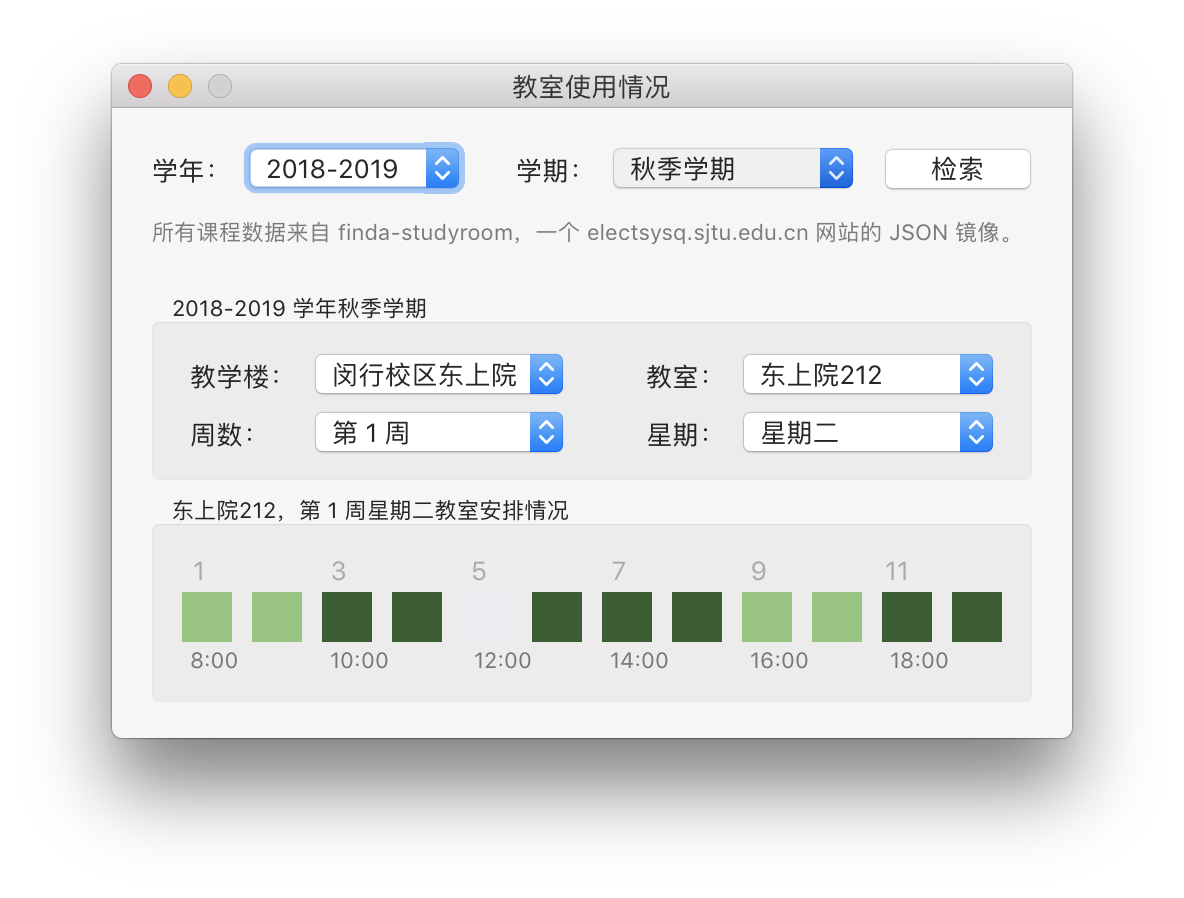 教室使用情况
学年： 2018-2019 学期： 秋季学期 检索
所有课程数据来自 finda-studyroom，一个 electsysq.sjtu.edu.cn 网站的 JSON 镜像。
2018-2019 学年秋季学期
教学楼： 闵行校区东上院 教室： 东上院212
周数： 第 1 周 星期： 星期二
东上院212，第 1 周星期二教室安排情况
1 3 5 7 9 11
8:00 10:00 12:00 14:00 16:00 18:00